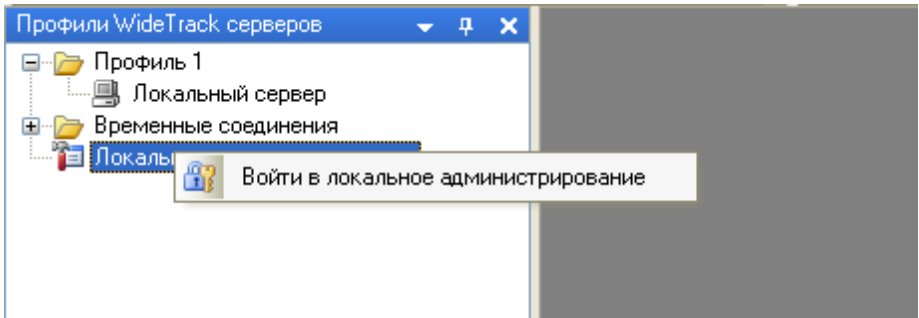 Профили WideTrack серверов
Профиль 1
Локальный сервер
Временные соединения
Локаль
Войти в локальное администрирование